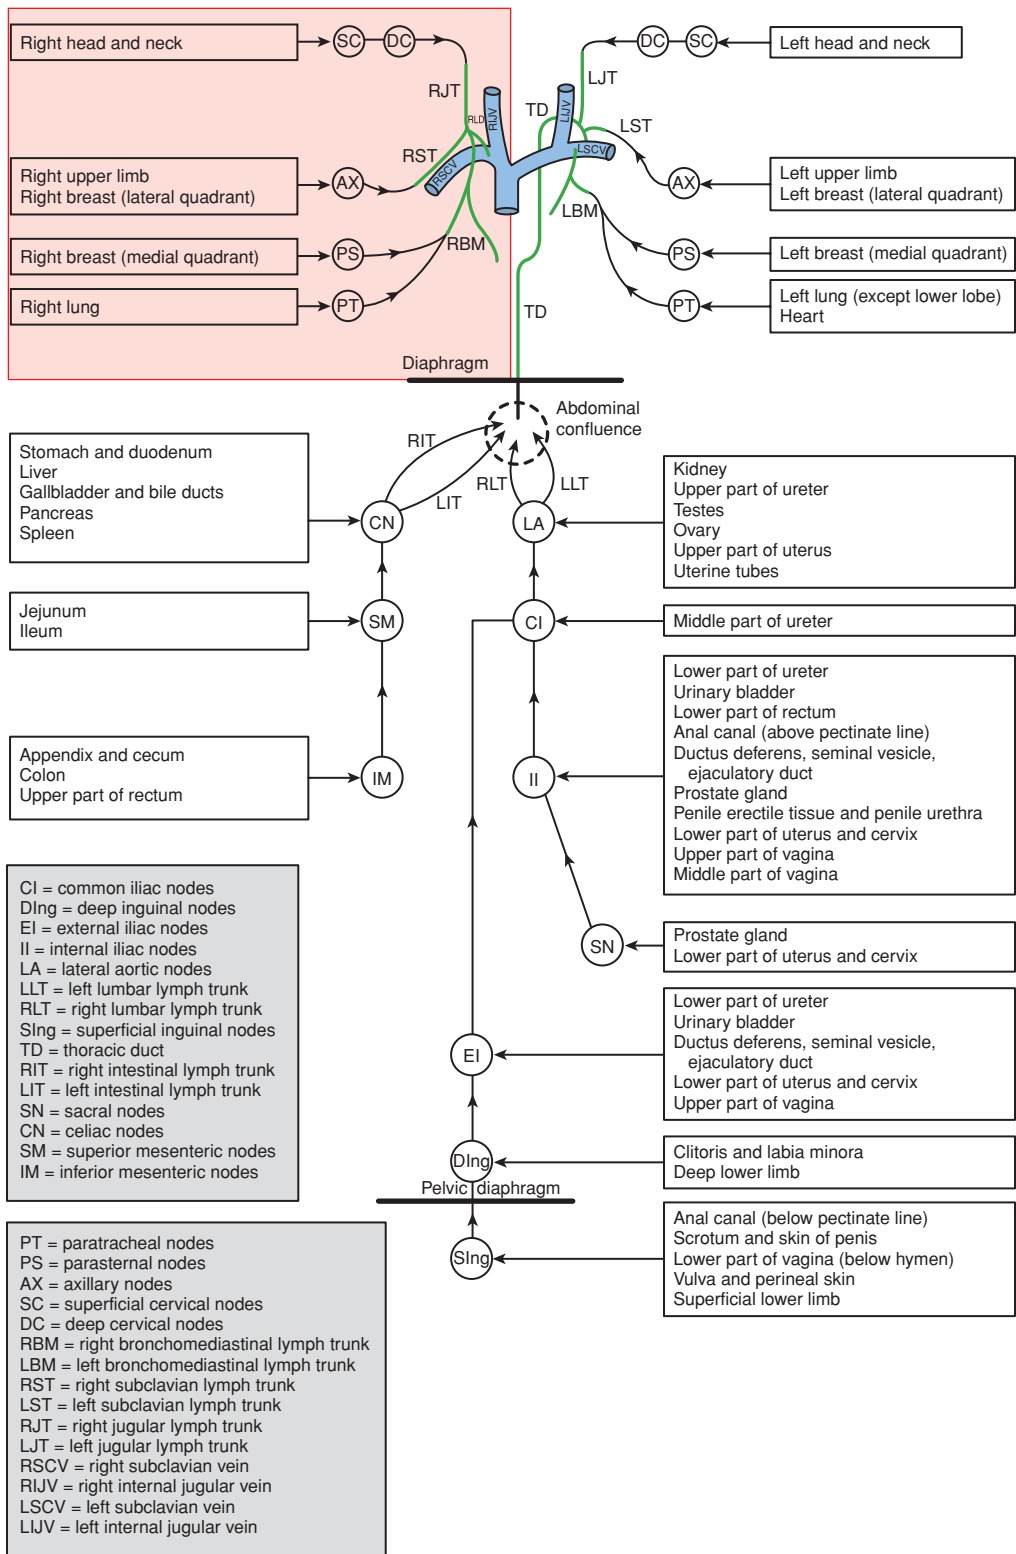 Right head and neck
SC
DC
DC
SC
Left head and neck
RJT
LJT
TD
RLD
RIJV
LIJV
LST
RST
RSCV
LSCV
Right upper limb
Right breast (lateral quadrant)
AX
AX
Left upper limb
Left breast (lateral quadrant)
LBM
RBM
Right breast (medial quadrant)
PS
PS
Left breast (medial quadrant)
Right lung
PT
TD
PT
Left lung (except lower lobe)
Heart
Diaphragm
Abdominal
confluence
RIT
LIT
RLT
LLT
Stomach and duodenum
Liver
Gallbladder and bile ducts
Pancreas
Spleen
CN
LA
Kidney
Upper part of ureter
Testes
Ovary
Upper part of uterus
Uterine tubes
Jejunum
Ileum
SM
CI
Middle part of ureter
Appendix and cecum
Colon
Upper part of rectum
IM
II
Lower part of ureter
Urinary bladder
Lower part of rectum
Anal canal (above pectinate line)
Ductus deferens, seminal vesicle,
ejaculatory duct
Prostate gland
Penile erectile tissue and penile urethra
Lower part of uterus and cervix
Upper part of vagina
Middle part of vagina
SN
Prostate gland
Lower part of uterus and cervix
EI
Lower part of ureter
Urinary bladder
Ductus deferens, seminal vesicle,
ejaculatory duct
Lower part of uterus and cervix
Upper part of vagina
DIng
Clitoris and labia minora
Deep lower limb
Pelvic diaphragm
SIng
Anal canal (below pectinate line)
Scrotum and skin of penis
Lower part of vagina (below hymen)
Vulva and perineal skin
Superficial lower limb
CI = common iliac nodes
DIng = deep inguinal nodes
EI = external iliac nodes
II = internal iliac nodes
LA = lateral aortic nodes
LLT = left lumbar lymph trunk
RLT = right lumbar lymph trunk
SIng = superficial inguinal nodes
TD = thoracic duct
RIT = right intestinal lymph trunk
LIT = left intestinal lymph trunk
SN = sacral nodes
CN = celiac nodes
SM = superior mesenteric nodes
IM = inferior mesenteric nodes
PT = paratracheal nodes
PS = parasternal nodes
AX = axillary nodes
SC = superficial cervical nodes
DC = deep cervical nodes
RBM = right bronchomediastinal lymph trunk
LBM = left bronchomediastinal lymph trunk
RST = right subclavian lymph trunk
LST = left subclavian lymph trunk
RJT = right jugular lymph trunk
LJT = left jugular lymph trunk
RSCV = right subclavian vein
RIJV = right internal jugular vein
LSCV = left subclavian vein
LIJV = left internal jugular vein